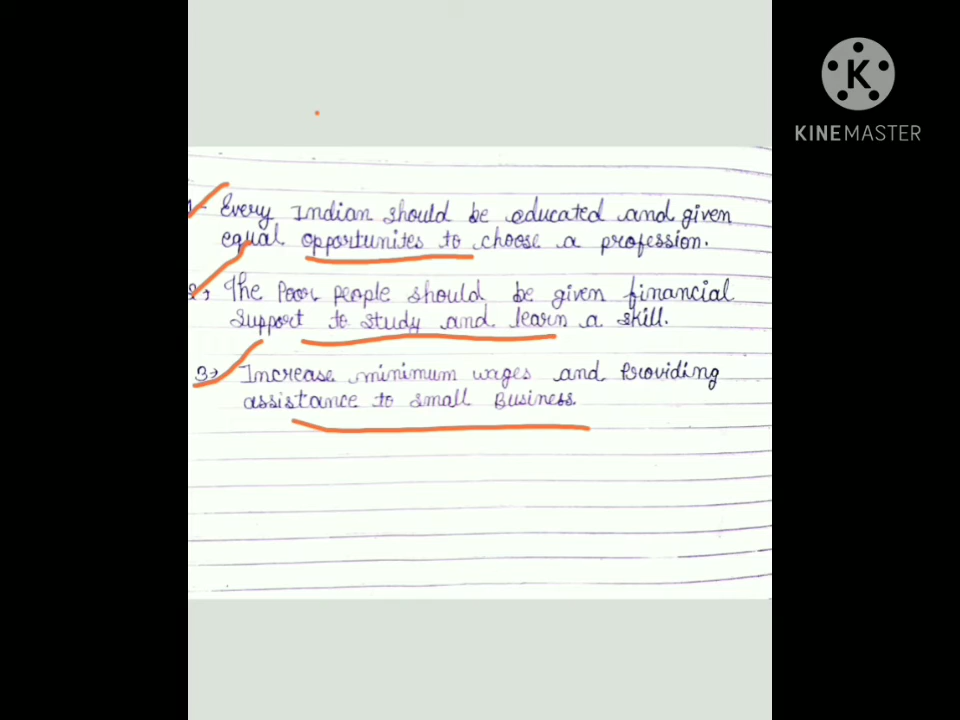 KINEMASTER
1- Every Indian should be educated and given
equal opportunites to choose a profession.
2→ The Poor people should be given financial
support to study and learn a skill.
3→ Increase minimum wages and Providing
assistance to small Business.